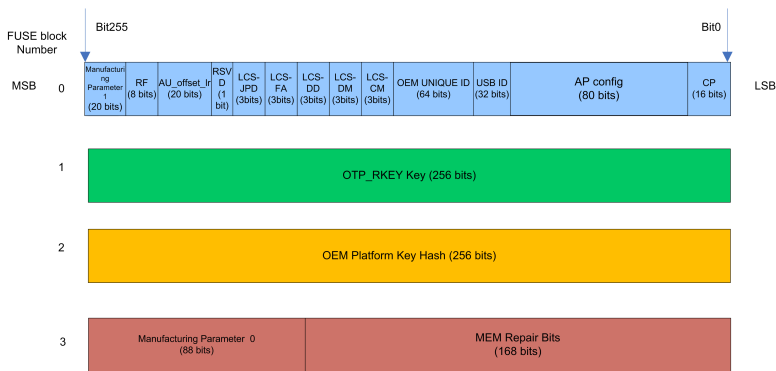 Bit255
Bit0
FUSE block
Number
MSB
0
Manufacturi
ng
Parameter
1
(20 bits)
RF
(8 bits)
AU_offset_lr
(20 bits)
RSV
D
(1
bit)
LCS-
JPD
(3bits)
LCS-
FA
(3bits)
LCS-
DD
(3bits)
LCS-
DM
(3bits)
LCS-
CM
(3bits)
OEM UNIQUE ID
(64 bits)
USB ID
(32 bits)
AP config
(80 bits)
CP
(16 bits)
LSB
1
OTP_RKEY Key (256 bits)
2
OEM Platform Key Hash (256 bits)
3
Manufacturing Parameter 0
(88 bits)
MEM Repair Bits
(168 bits)